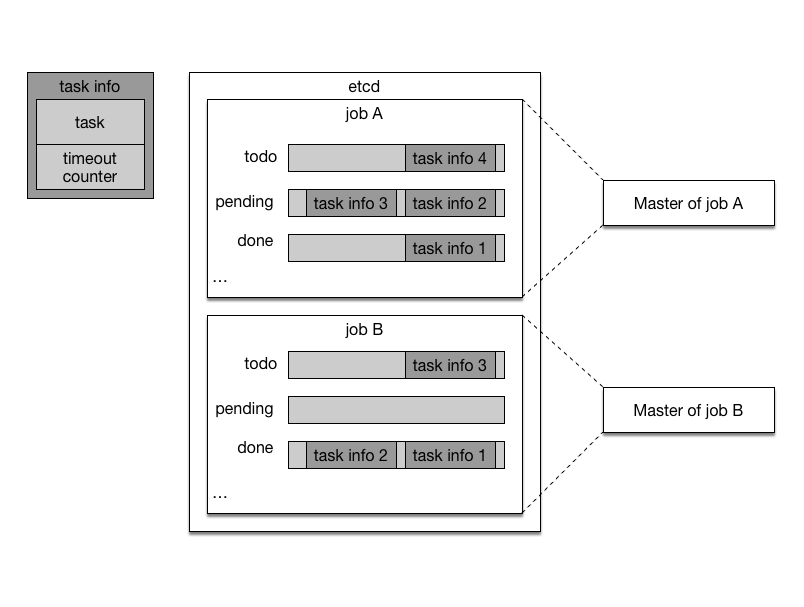 task info
task
timeout
counter
etcd
job A
todo
task info 4
pending
task info 3
task info 2
done
task info 1
...
Master of job A
job B
todo
task info 3
pending
done
task info 2
task info 1
...
Master of job B